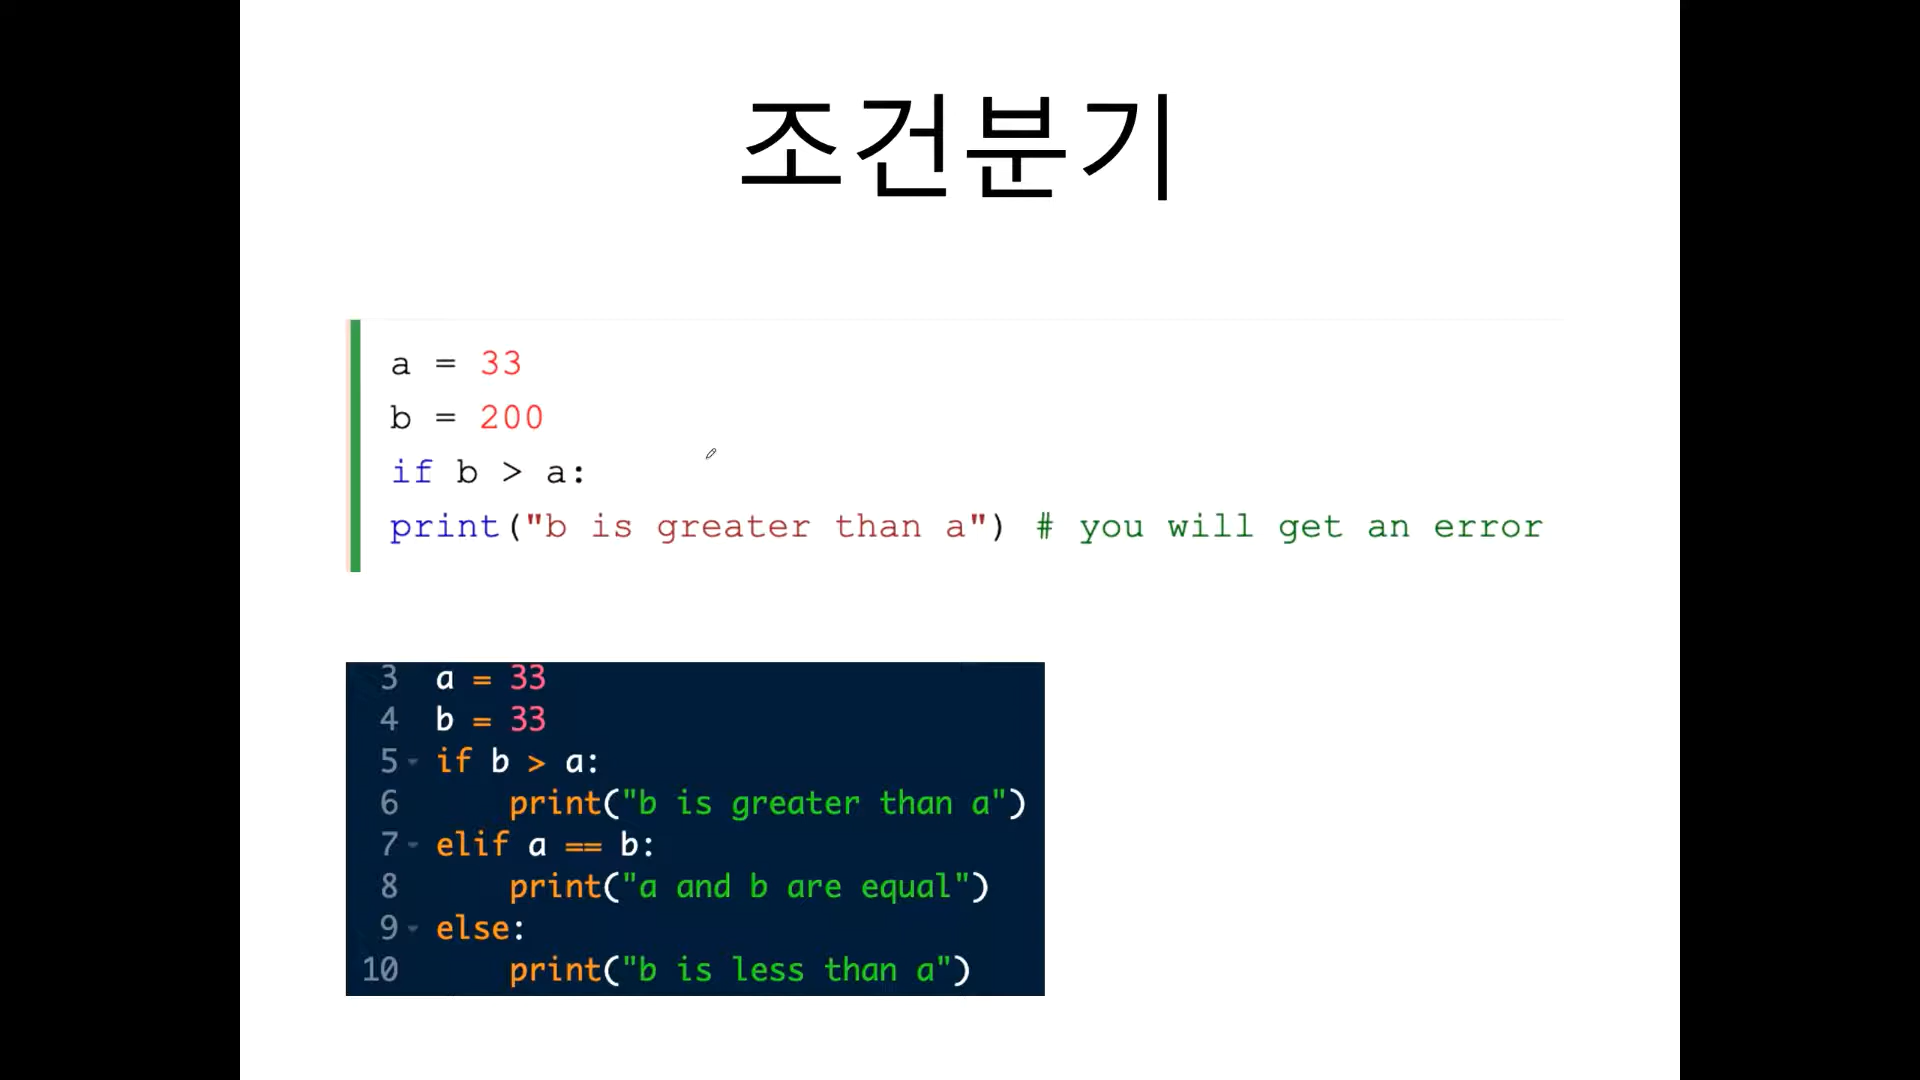 조건분기
a = 33
b = 200
if b > a:
print("b is greater than a") # you will get an error
3 a = 33
4 b = 33
5 if b > a:
6     print("b is greater than a")
7 elif a == b:
8     print("a and b are equal")
9 else:
10     print("b is less than a")